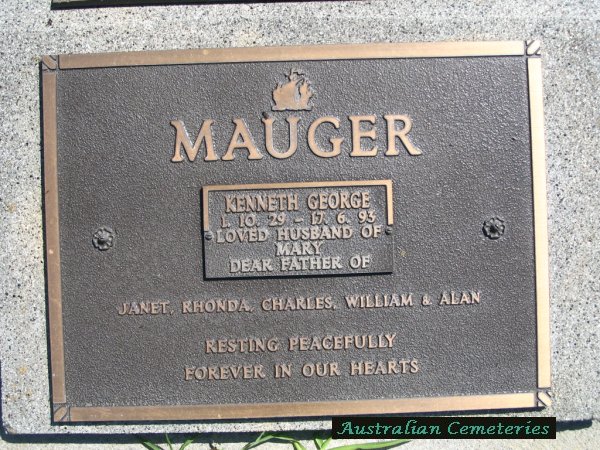 MAUGER
KENNETH GEORGE
1. 10. 29 - 17. 6. 93
LOVED HUSBAND OF
MARY
DEAR FATHER OF
JANET, RHONDA, CHARLES, WILLIAM & ALAN
RESTING PEACEFULLY
FOREVER IN OUR HEARTS
Australian Cemeteries